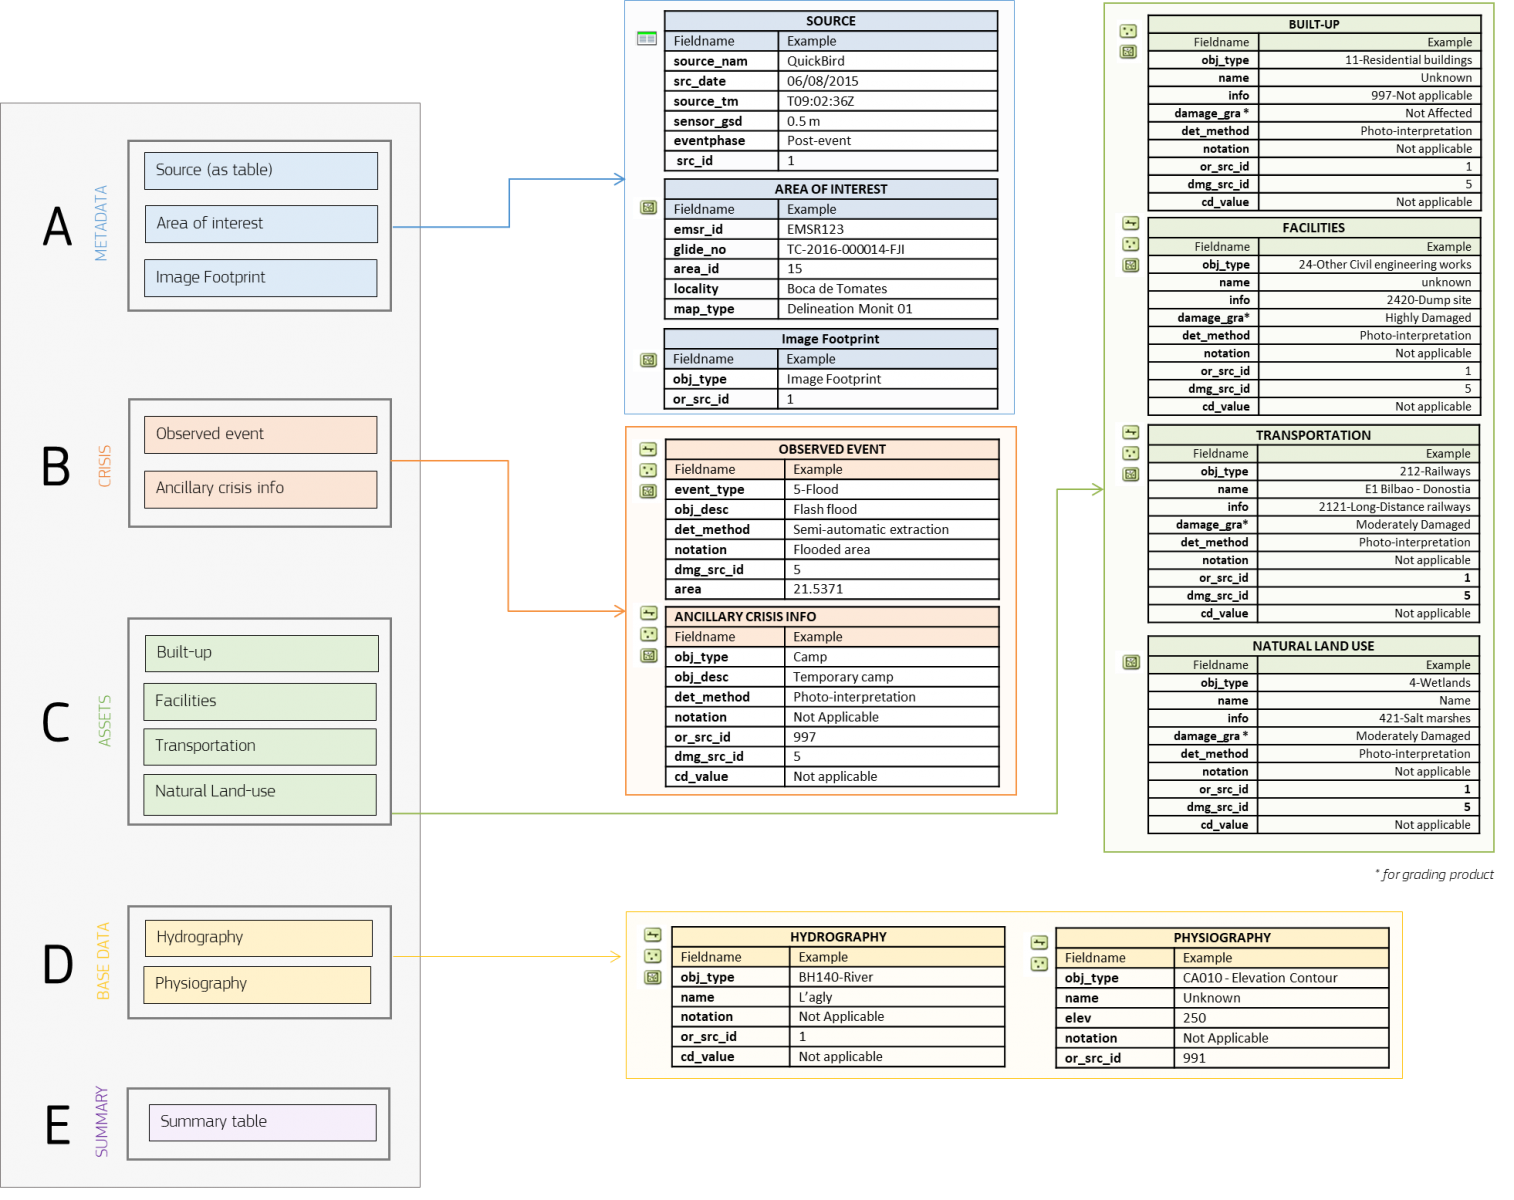 A
METADATA
Source (as table)
Area of interest
Image Footprint
B
CRISIS
Observed event
Ancillary crisis info
C
ASSETS
Built-up
Facilities
Transportation
Natural Land-use
D
BASE DATA
Hydrography
Physiography
E
SUMMARY
Summary table
SOURCE
Fieldname Example
source_nam QuickBird
src_date 06/08/2015
source_tm T09:02:36Z
sensor_gsd 0.5 m
eventphase Post-event
src_id 1
AREA OF INTEREST
Fieldname Example
emsr_id EMSR123
glide_no TC-2016-000014-FJI
area_id 15
locality Boca de Tomates
map_type Delineation Monit 01
Image Footprint
Fieldname Example
obj_type Image Footprint
or_src_id 1
OBSERVED EVENT
Fieldname Example
event_type 5-Flood
obj_desc Flash flood
det_method Semi-automatic extraction
notation Flooded area
dmg_src_id 5
area 21.5371
ANCILLARY CRISIS INFO
Fieldname Example
obj_type Camp
obj_desc Temporary camp
det_method Photo-interpretation
notation Not Applicable
or_src_id 997
dmg_src_id 5
cd_value Not applicable
BUILT-UP
Fieldname Example
obj_type 11-Residential buildings
name Unknown
info 997-Not applicable
damage_gra * Not Affected
det_method Photo-interpretation
notation Not applicable
or_src_id 1
dmg_src_id 5
cd_value Not applicable
FACILITIES
Fieldname Example
obj_type 24-Other Civil engineering works
name unknown
info 2420-Dump site
damage_gra* Highly Damaged
det_method Photo-interpretation
notation Not applicable
or_src_id 1
dmg_src_id 5
cd_value Not applicable
TRANSPORTATION
Fieldname Example
obj_type 212-Railways
name E1 Bilbao - Donostia
info 2121-Long-Distance railways
damage_gra* Moderately Damaged
det_method Photo-interpretation
notation Not applicable
or_src_id 1
dmg_src_id 5
cd_value Not applicable
NATURAL LAND USE
Fieldname Example
obj_type 4-Wetlands
name Name
info 421-Salt marshes
damage_gra * Moderately Damaged
det_method Photo-interpretation
notation Not applicable
or_src_id 1
dmg_src_id 5
cd_value Not applicable
* for grading product
HYDROGRAPHY
Fieldname Example
obj_type BH140-River
name L’agly
notation Not Applicable
or_src_id 1
cd_value Not applicable
PHYSIOGRAPHY
Fieldname Example
obj_type CA010 - Elevation Contour
name Unknown
elev 250
notation Not Applicable
or_src_id 991